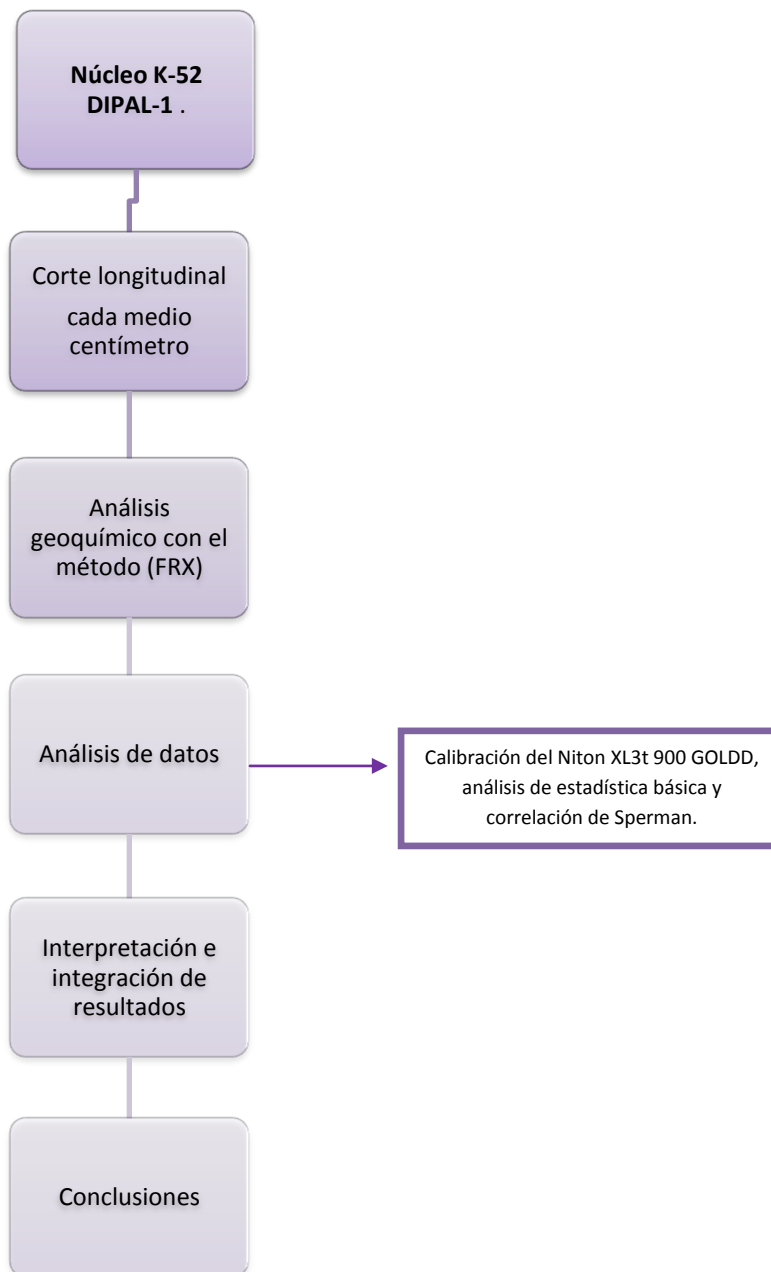 Núcleo K-52
DIPAL-1 .
Corte longitudinal
cada medio
centímetro
Análisis
geoquímico con el
método (FRX)
Análisis de datos
Calibración del Niton XL3t 900 GOLDD,
análisis de estadística básica y
correlación de Sperman.
Interpretación e
integración de
resultados
Conclusiones